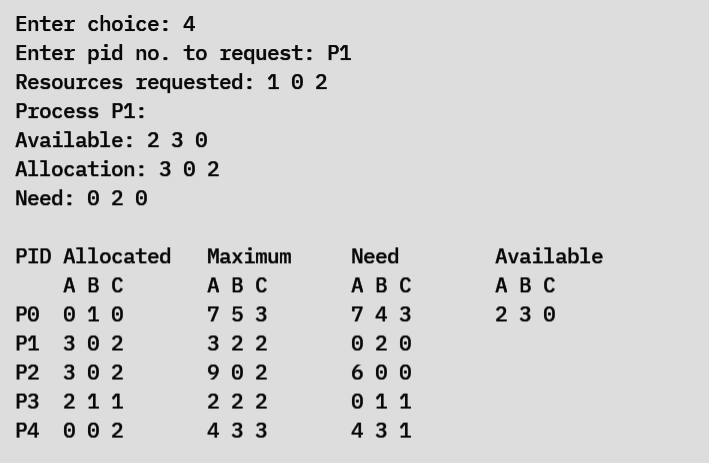 Enter choice: 4
Enter pid no. to request: P1
Resources requested: 1 0 2
Process P1:
Available: 2 3 0
Allocation: 3 0 2
Need: 0 2 0

PID Allocated   Maximum     Need        Available
    A B C       A B C       A B C       A B C
P0  0 1 0       7 5 3       7 4 3       2 3 0
P1  3 0 2       3 2 2       0 2 0
P2  3 0 2       9 0 2       6 0 0
P3  2 1 1       2 2 2       0 1 1
P4  0 0 2       4 3 3       4 3 1